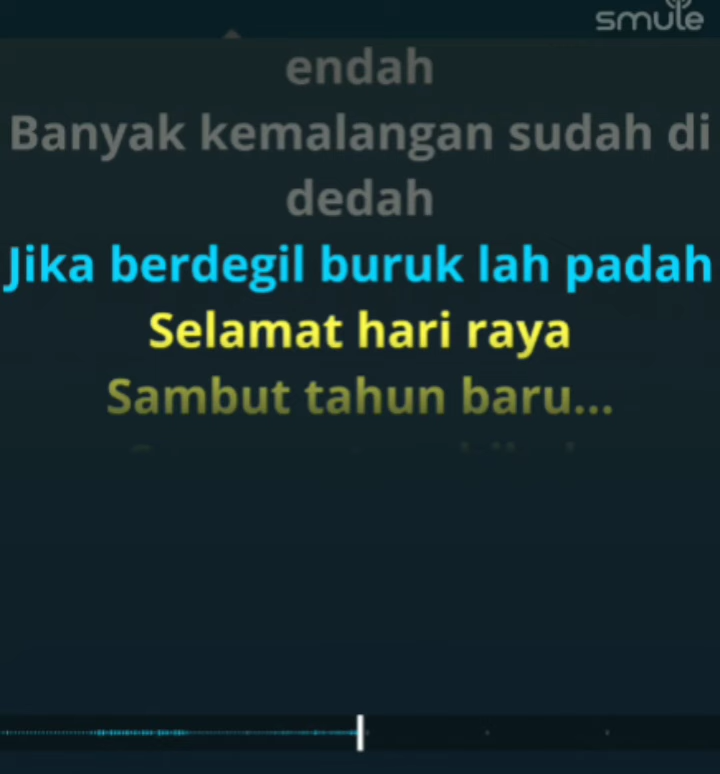 smule
endah
Banyak kemalangan sudah di
dedah
Jika berdegil buruk lah padah
Selamat hari raya
Sambut tahun baru...